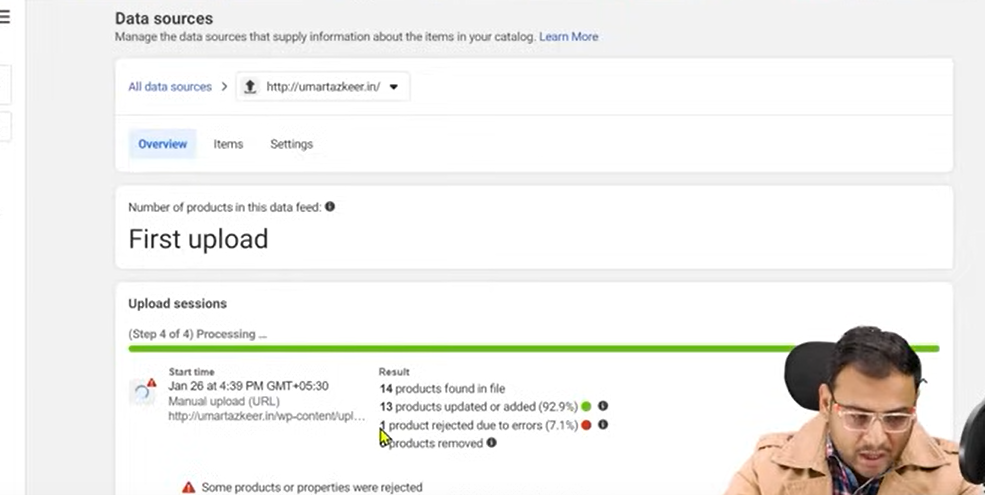 Data sources
Manage the data sources that supply information about the items in your catalog. Learn More
All data sources > http://umartazkeer.in/
Overview Items Settings
Number of products in this data feed:
First upload
Upload sessions
(Step 4 of 4) Processing ...
Start time
Jan 26 at 4:39 PM GMT+05:30
Manual upload (URL)
http://umartazkeer.in/wp-content/upl...
Result
14 products found in file
13 products updated or added (92.9%)
1 product rejected due to errors (7.1%)
products removed
Some products or properties were rejected